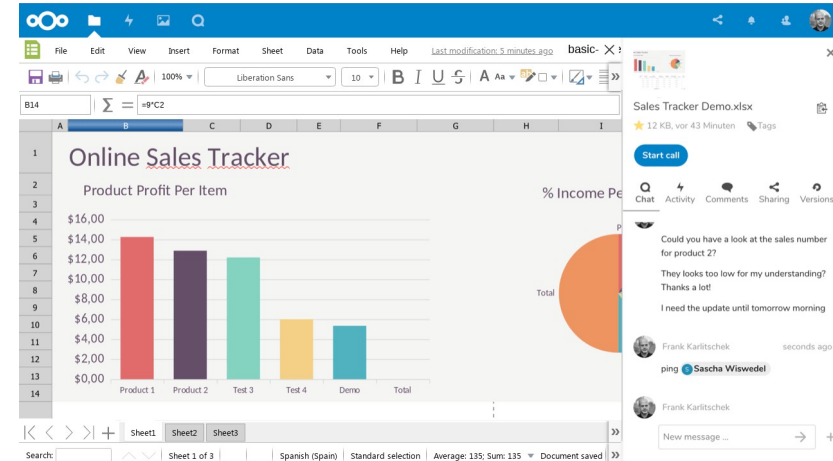 File Edit View Insert Format Sheet Data Tools Help Last modification: 5 minutes ago basic-
100% Liberation Sans 10 B I U S A Aa
B14 Σ = =9*C2
A B C D E F G H I
1 Online Sales Tracker
2 Product Profit Per Item % Income Pe
3
4 $16,00 P
5 $14,00
6 $12,00
7 $10,00
8 $8,00 Total
9
10 $6,00
11 $4,00
12 $2,00
13 $0,00
14 Product 1 Product 2 Test 3 Test 4 Demo Total
Sheet1 Sheet2 Sheet3
Search: Sheet 1 of 3 Spanish (Spain) Standard selection Average: 135; Sum: 135 Document saved
Sales Tracker Demo.xlsx
12 KB, vor 43 Minuten Tags
Start call
Chat Activity Comments Sharing Versions
Could you have a look at the sales number
for product 2?
They looks too low for my understanding?
Thanks a lot!
I need the update until tomorrow morning
Frank Karlitschek seconds ago
ping S Sascha Wiswedel
Frank Karlitschek
New message ...